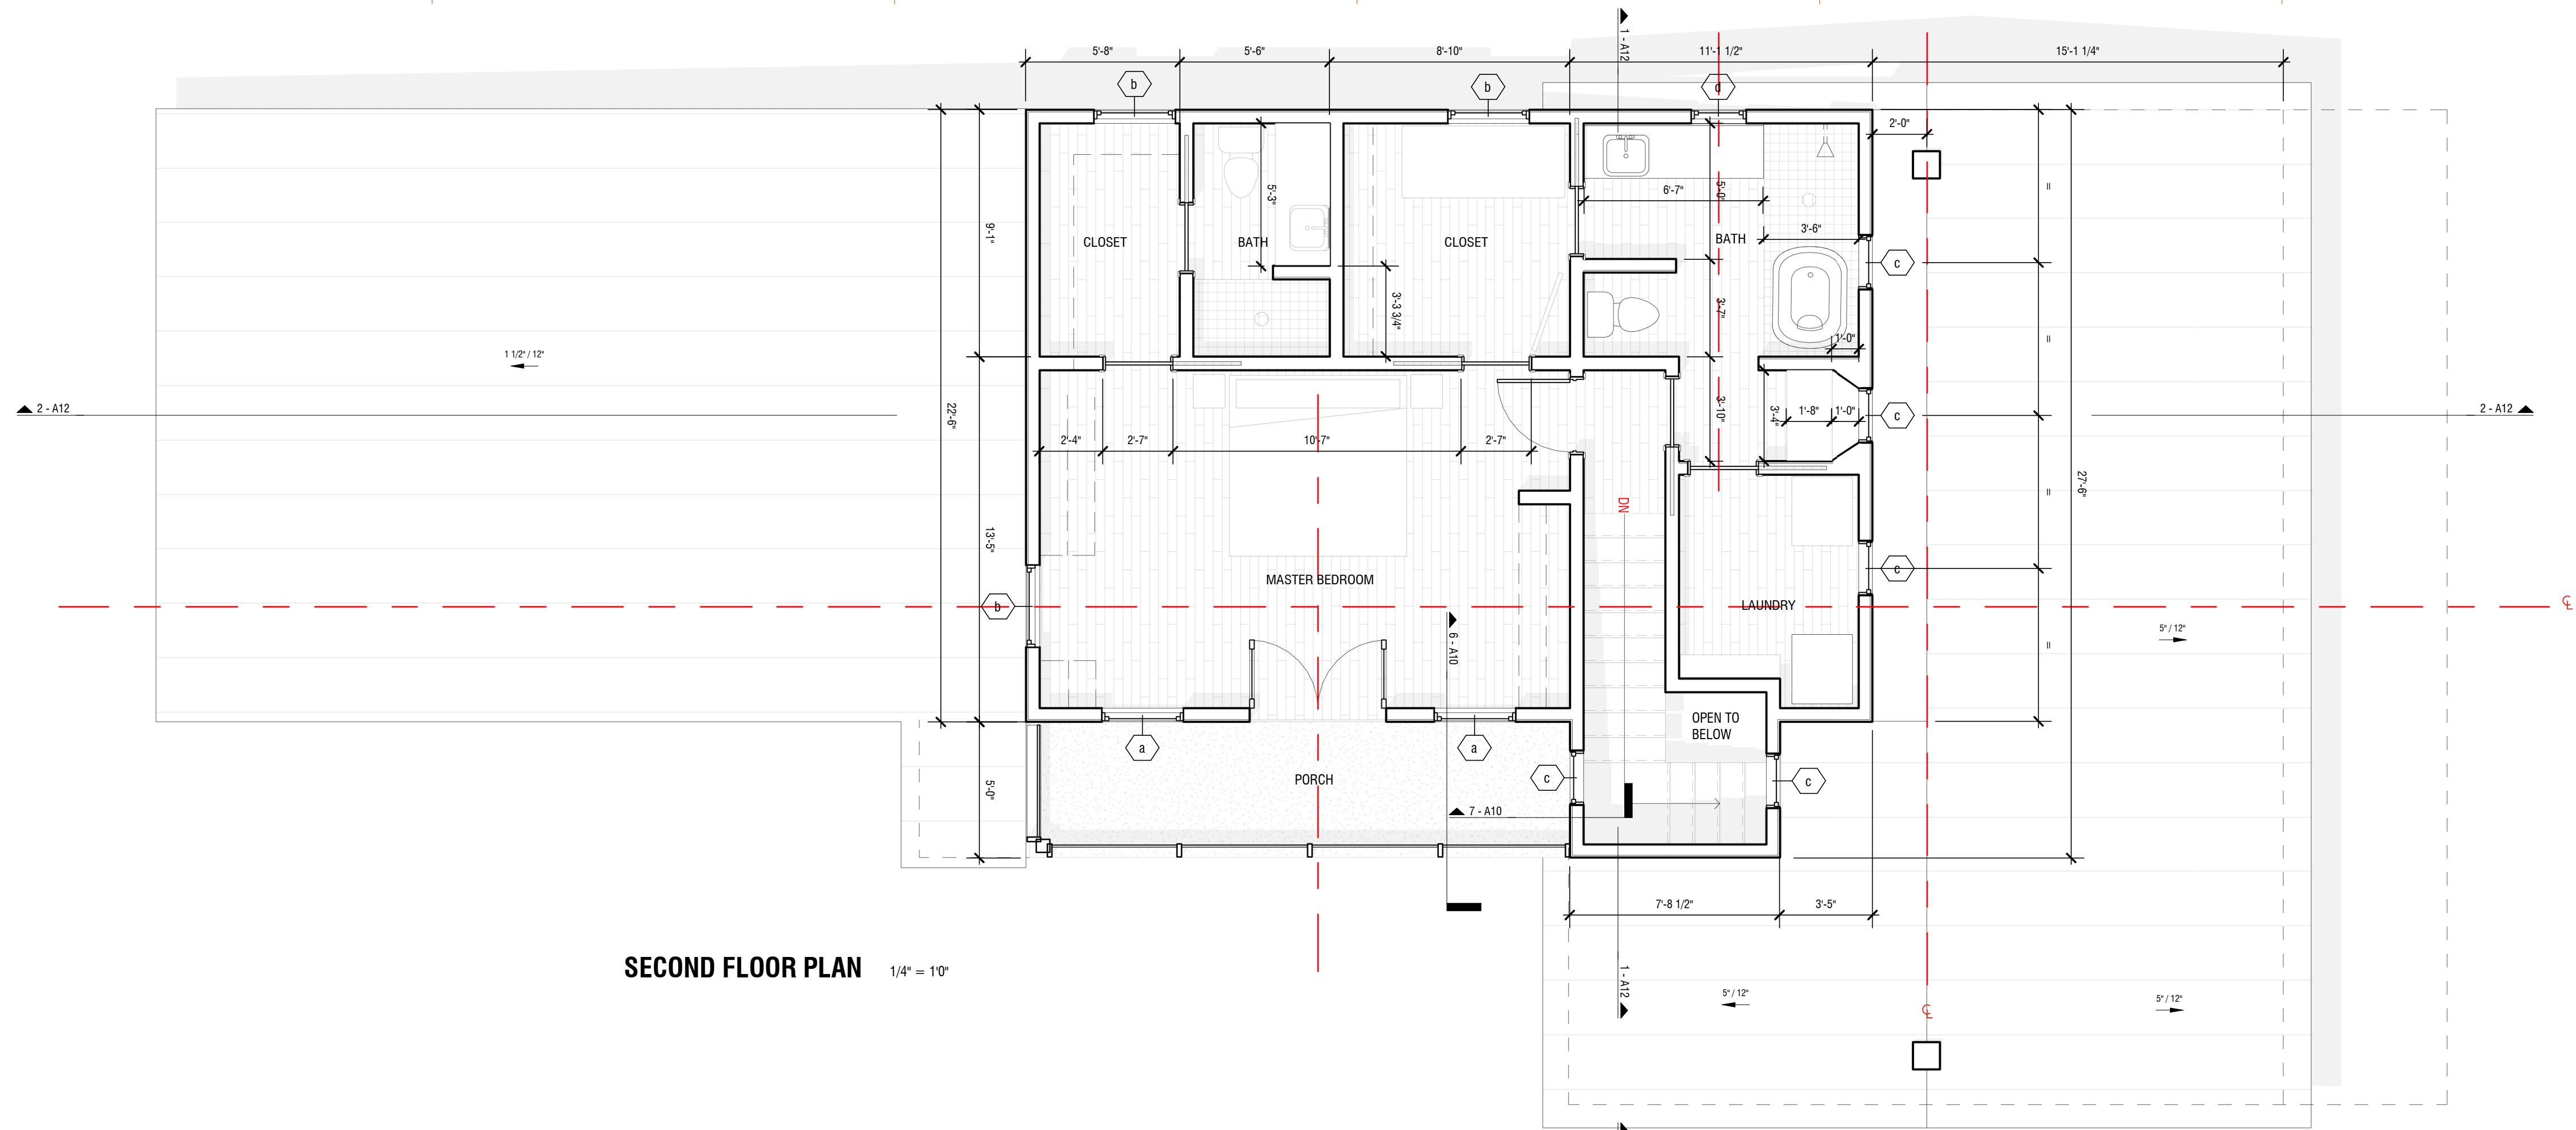 1 - A12
5'-8"
5'-6"
8'-10"
11'-1 1/2"
15'-1 1/4"
b
b
d
2'-0"
=
5'-3"
6'-7"
5'-0"
9'-1"
CLOSET
BATH
CLOSET
BATH
3'-6"
c
3'-3 3/4"
3'-7"
1'-0"
=
1 1/2" / 12"
2 - A12
22'-6"
3'-10"
3'-4"
1'-8"
1'-0"
c
2 - A12
2'-4"
2'-7"
10'-7"
2'-7"
27'-6"
=
DN
13'-5"
c
MASTER BEDROOM
b
LAUNDRY
℄
5" / 12"
6 - A10
=
OPEN TO
BELOW
a
a
PORCH
c
c
5'-0"
7 - A10
7'-8 1/2"
3'-5"
SECOND FLOOR PLAN 1/4" = 1'0"
1 - A12
5" / 12"
5" / 12"
℄